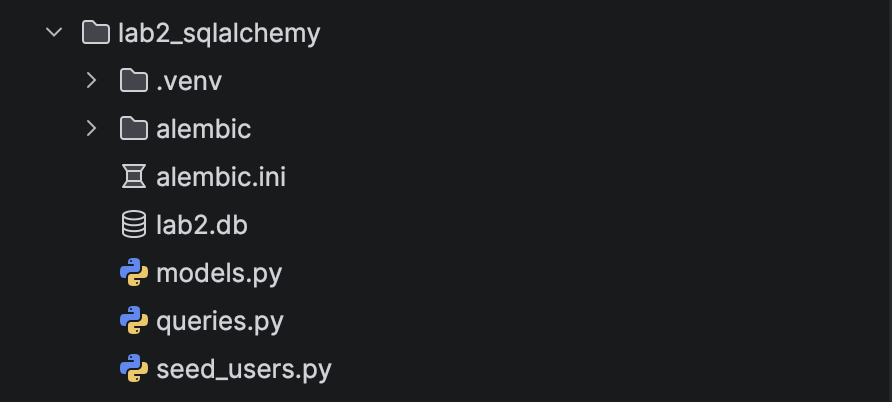 lab2_sqlalchemy
.venv
alembic
alembic.ini
lab2.db
models.py
queries.py
seed_users.py